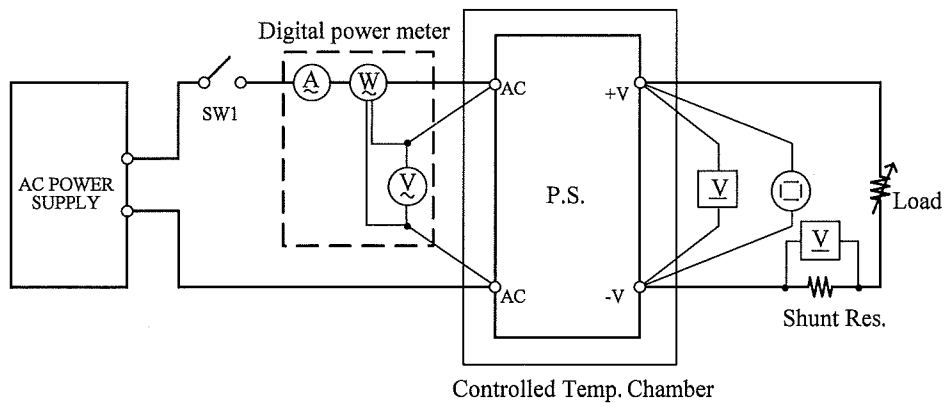 Digital power meter
A
W
V
SW1
AC POWER
SUPPLY
AC
AC
P.S.
+V
-V
V
V
Load
Shunt Res.
Controlled Temp. Chamber